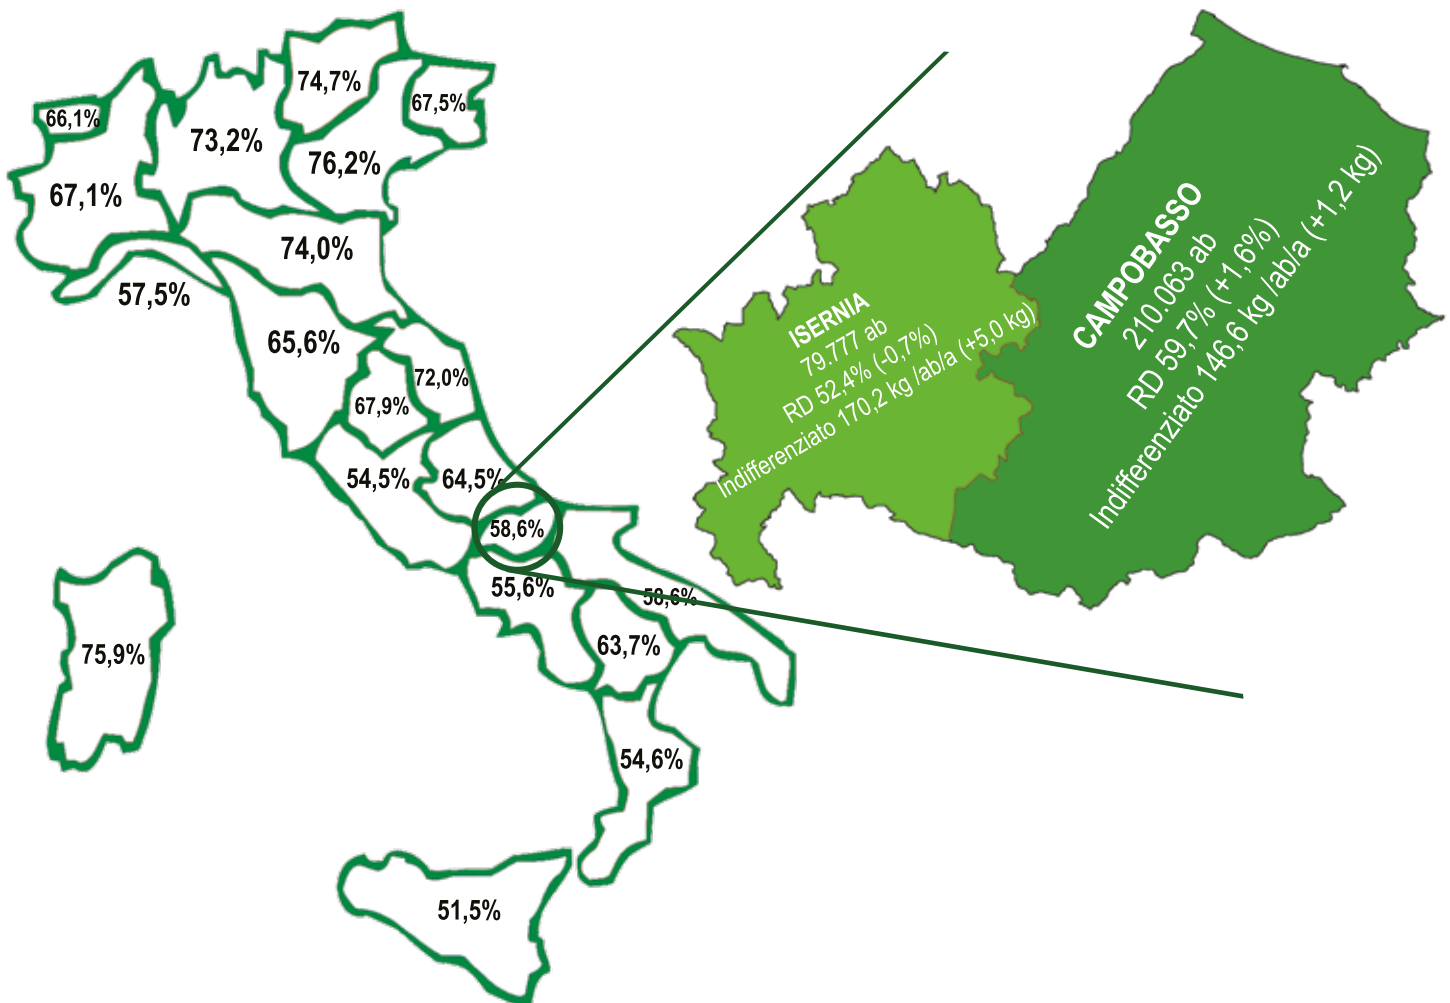 74,7%
67,5%
66,1%
73,2%
76,2%
67,1%
74,0%
57,5%
65,6%
72,0%
67,9%
54,5%
64,5%
58,6%
55,6%
58,6%
63,7%
75,9%
54,6%
51,5%
ISERNIA
79.777 ab
RD 52,4% (-0,7%)
Indifferenziato 170,2 kg /ab/a (+5,0 kg)
CAMPOBASSO
210.063 ab
RD 59,7% (+1,6%)
Indifferenziato 146,6 kg /ab/a (+1,2 kg)